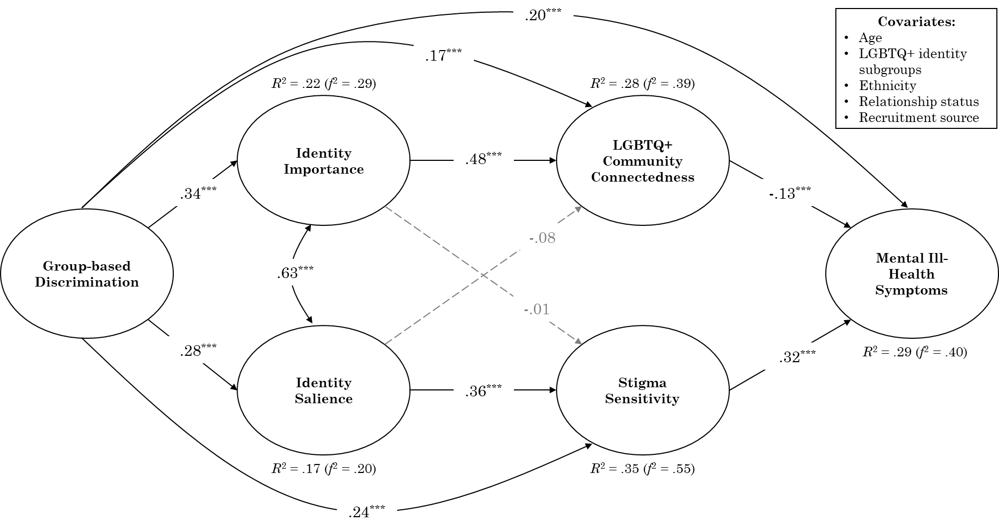 .20***
Covariates:
• Age
• LGBTQ+ identity
subgroups
• Ethnicity
• Relationship status
• Recruitment source
.17***
R² = .22 (f² = .29)
R² = .28 (f² = .39)
Identity
Importance
.48***
LGBTQ+
Community
Connectedness
.34***
-.13***
-.08
Group-based
Discrimination
.63***
Mental Ill-
Health
Symptoms
-.01
.28***
.32***
R² = .29 (f² = .40)
Identity
Salience
.36***
Stigma
Sensitivity
R² = .17 (f² = .20)
R² = .35 (f² = .55)
.24***